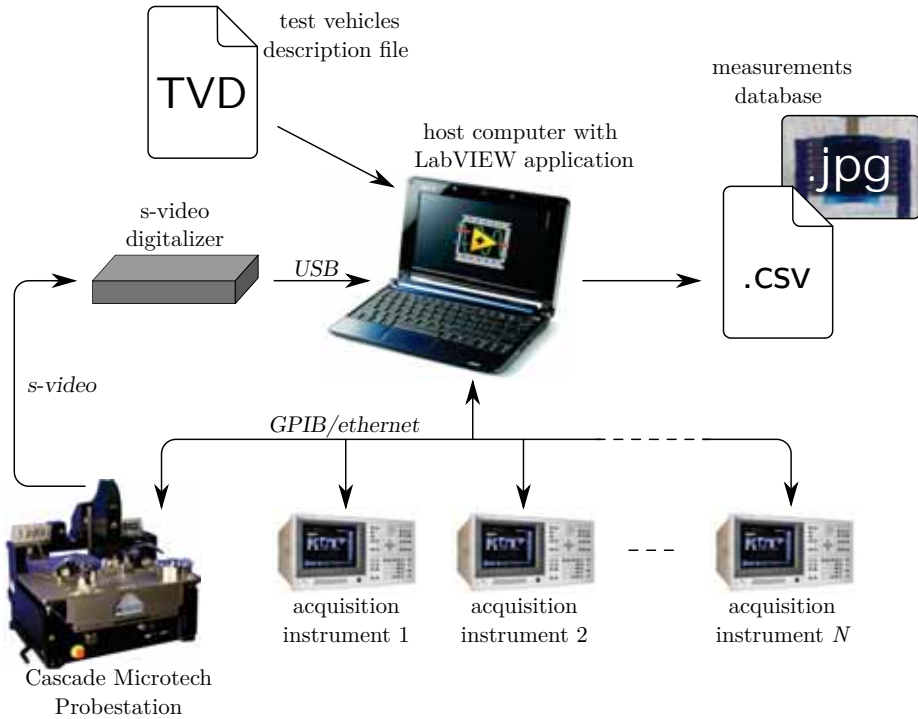 test vehicles
description file
TVD
measurements
database
.jpg
.csv
host computer with
LabVIEW application
s-video
digitalizer
USB
s-video
GPIB/ethernet
acquisition
instrument 1
acquisition
instrument 2
acquisition
instrument N
Cascade Microtech
Probestation